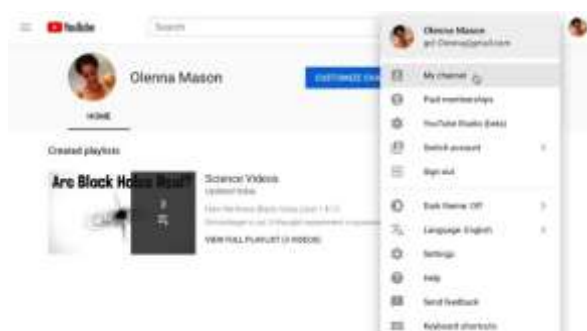 YouTube
Search
Olenna Mason
CUSTOMIZE CHA
HOME
Created playlists
Are Black Holes Real?
3
Science Videos
Updated today
VIEW FULL PLAYLIST (3 VIDEOS)
Olenna Mason
My channel
Paid memberships
YouTube Studio (beta)
Switch account
Sign out
Dark theme: Off
Language: English
Settings
Help
Send feedback
Keyboard shortcuts